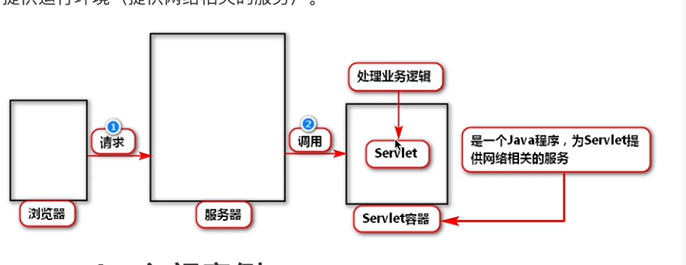 提供运行环境（提供网络相关的服务）。
处理业务逻辑
1
请求
2
调用
Servlet
是一个Java程序，为Servlet提
供网络相关的服务
浏览器
服务器
Servlet容器